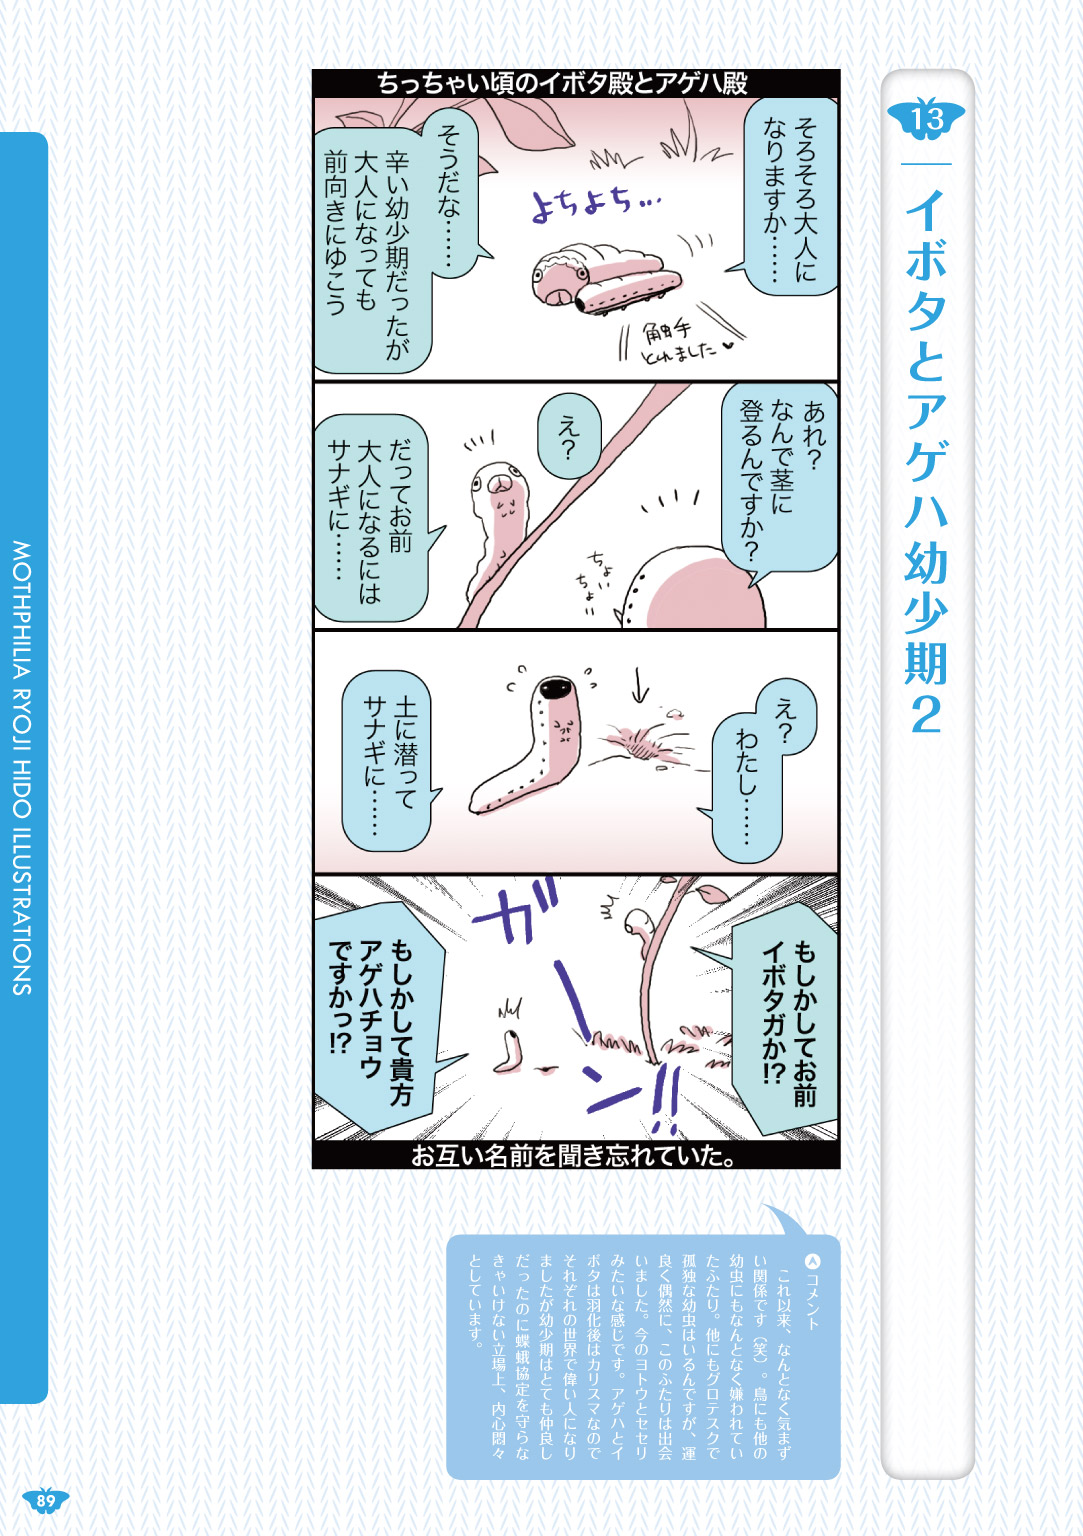 13
イボタとアゲハ幼少期2
ちっちゃい頃のイボタ殿とアゲハ殿
そろそろ大人に
なりますか……
よちよち…
触手
とれました♥
そうだな……
辛い幼少期だったが
大人になっても
前向きにゆこう
あれ？
なんで茎に
登るんですか？
え？
ちょい
ちょい
だってお前
大人になるには
サナギに……
え？
わたし……
土に潜って
サナギに……
もしかしてお前
イボタガか!?
ガーン!!
もしかして貴方
アゲハチョウ
ですかっ!?
お互い名前を聞き忘れていた。
コメント
これ以来、なんとなく気まず
い関係です（笑）。鳥にも他の
幼虫にもなんとなく嫌われてい
たふたり。他にもグロテスクで
孤独な幼虫はいるんですが、運
良く偶然に、このふたりは出会
いました。今のヨトウとセセリ
みたいな感じです。アゲハとイ
ボタは羽化後はカリスマなので
それぞれの世界で偉い人になり
ましたが幼少期はとても仲良し
だったのに蝶蛾協定を守らな
きゃいけない立場上、内心悶々
としています。
MOTHPHILIA RYOJI HIDO ILLUSTRATIONS
89